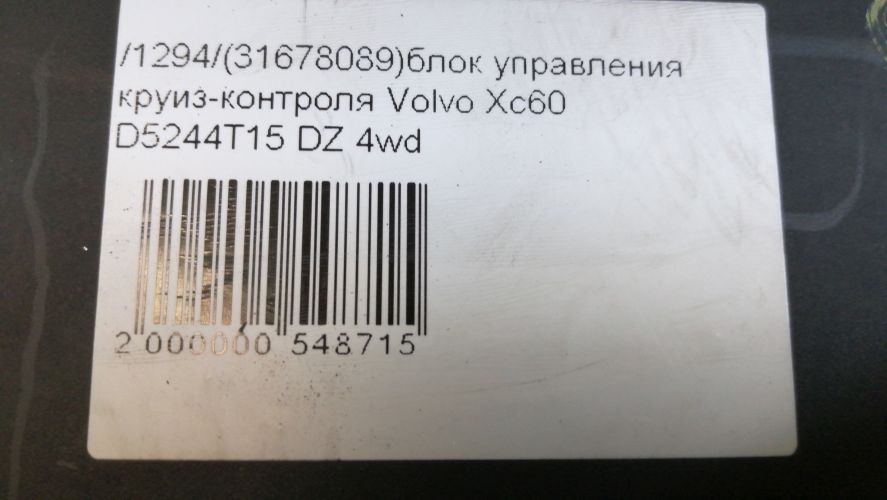 /1294/(31678089)блок управления
круиз-контроля Volvo Xc60
D5244T15 DZ 4wd
2 000000 548715